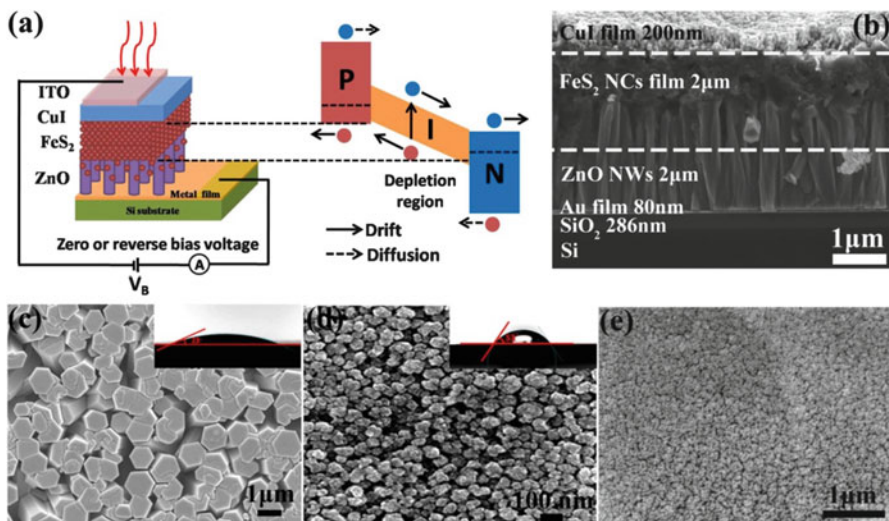 (a)
ITO
CuI
FeS₂
ZnO
Metal film
Si substrate
Zero or reverse bias voltage
V_B
A
P
I
N
Depletion
region
Drift
Diffusion
(b)
CuI film 200nm
FeS₂ NCs film 2μm
ZnO NWs 2μm
Au film 80nm
SiO₂ 286nm
Si
1μm
(c)
1μm
(d)
100 nm
(e)
1μm